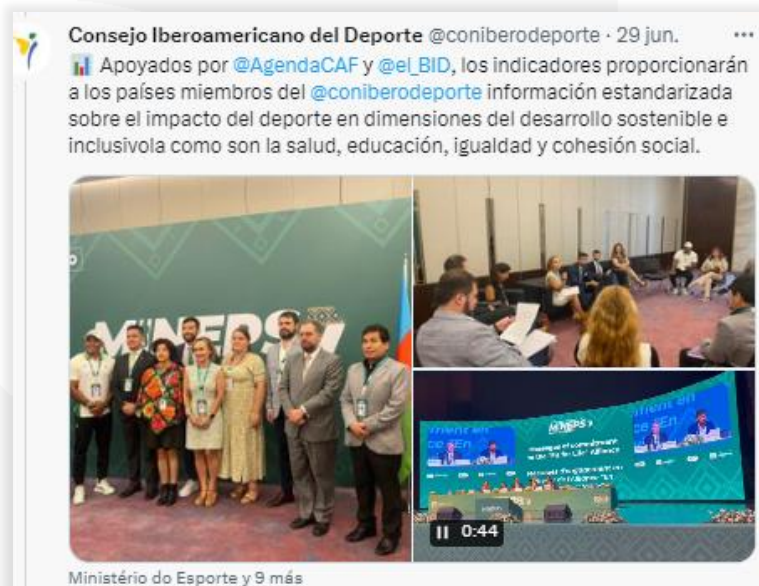 Consejo Iberoamericano del Deporte @coniberodeporte · 29 jun.
📊 Apoyados por @AgendaCAF y @el_BID, los indicadores proporcionarán
a los países miembros del @coniberodeporte información estandarizada
sobre el impacto del deporte en dimensiones del desarrollo sostenible e
inclusivola como son la salud, educación, igualdad y cohesión social.
MINEPS
MINEPS
0:44
Ministério do Esporte y 9 más